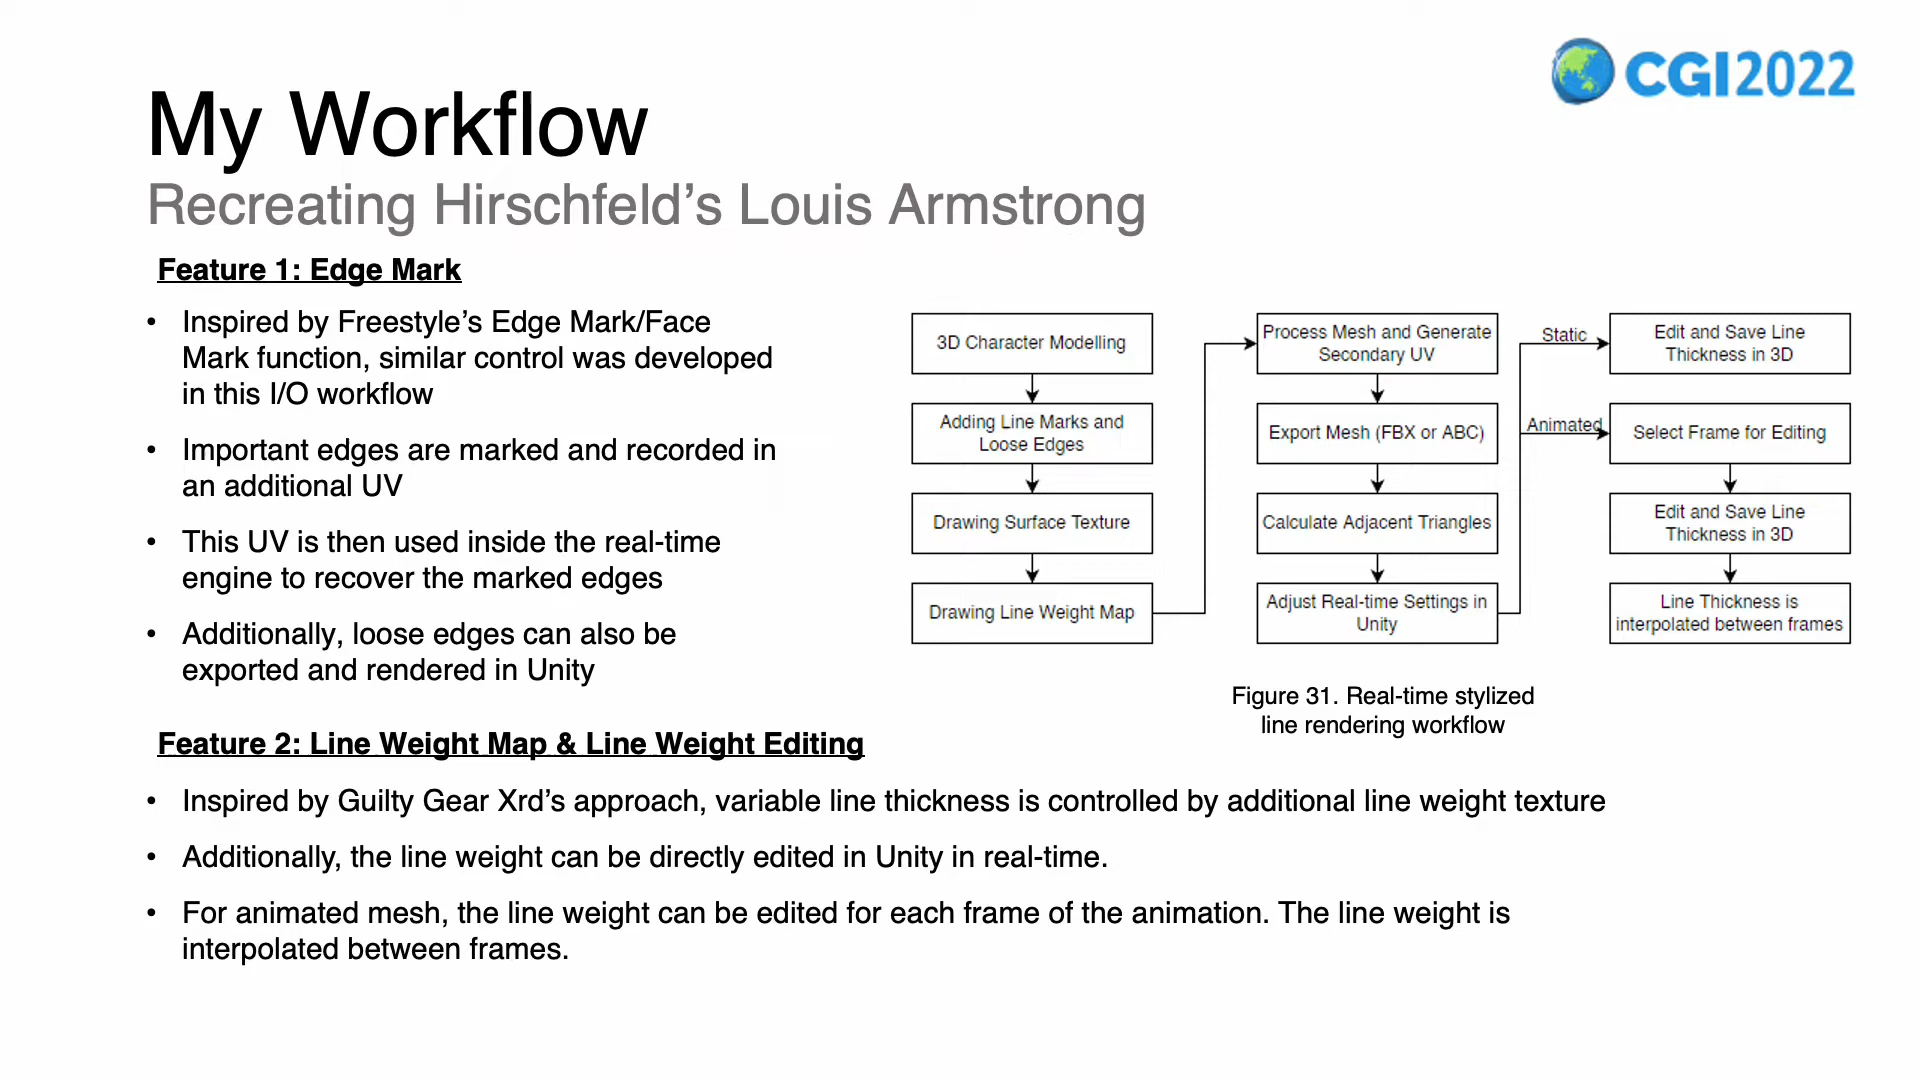 CGI2022
My Workflow
Recreating Hirschfeld’s Louis Armstrong
Feature 1: Edge Mark
• Inspired by Freestyle’s Edge Mark/Face
Mark function, similar control was developed
in this I/O workflow
• Important edges are marked and recorded in
an additional UV
• This UV is then used inside the real-time
engine to recover the marked edges
• Additionally, loose edges can also be
exported and rendered in Unity
3D Character Modelling
Adding Line Marks and
Loose Edges
Drawing Surface Texture
Drawing Line Weight Map
Process Mesh and Generate
Secondary UV
Export Mesh (FBX or ABC)
Calculate Adjacent Triangles
Adjust Real-time Settings in
Unity
Static
Edit and Save Line
Thickness in 3D
Animated
Select Frame for Editing
Edit and Save Line
Thickness in 3D
Line Thickness is
interpolated between frames
Figure 31. Real-time stylized
line rendering workflow
Feature 2: Line Weight Map & Line Weight Editing
• Inspired by Guilty Gear Xrd’s approach, variable line thickness is controlled by additional line weight texture
• Additionally, the line weight can be directly edited in Unity in real-time.
• For animated mesh, the line weight can be edited for each frame of the animation. The line weight is
interpolated between frames.